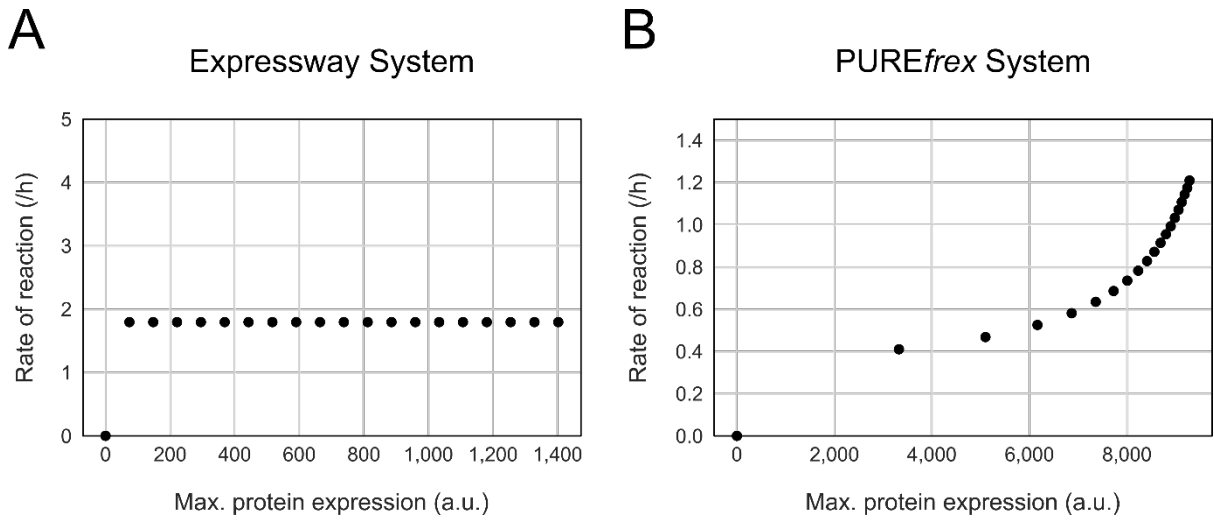 A
Expressway System
5
4
3
2
1
0
Rate of reaction (/h)
0 200 400 600 800 1,000 1,200 1,400
Max. protein expression (a.u.)
B
PUREfrex System
1.4
1.2
1.0
0.8
0.6
0.4
0.2
0.0
Rate of reaction (/h)
0 2,000 4,000 6,000 8,000
Max. protein expression (a.u.)